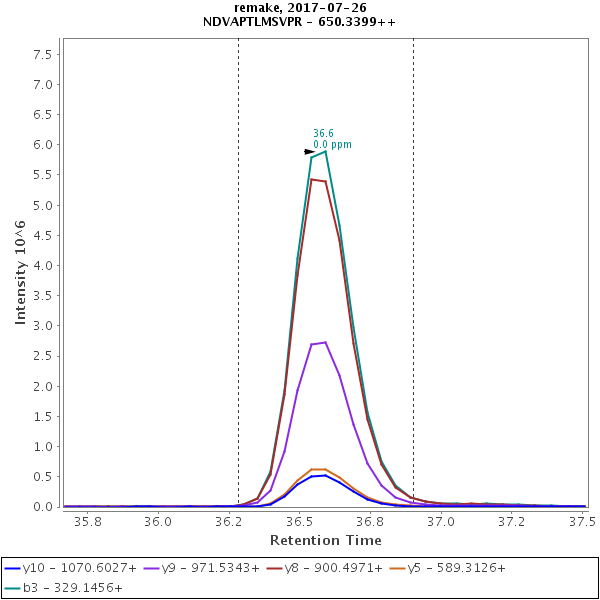 remake, 2017-07-26
NDVAPTLMSVPR - 650.3399++
7.5
7.0
6.5
6.0
5.5
5.0
4.5
4.0
3.5
3.0
2.5
2.0
1.5
1.0
0.5
0.0
Intensity 10^6
36.6
0.0 ppm
35.8 36.0 36.2 36.5 36.8 37.0 37.2 37.5
Retention Time
y10 - 1070.6027+ y9 - 971.5343+ y8 - 900.4971+ y5 - 589.3126+
b3 - 329.1456+